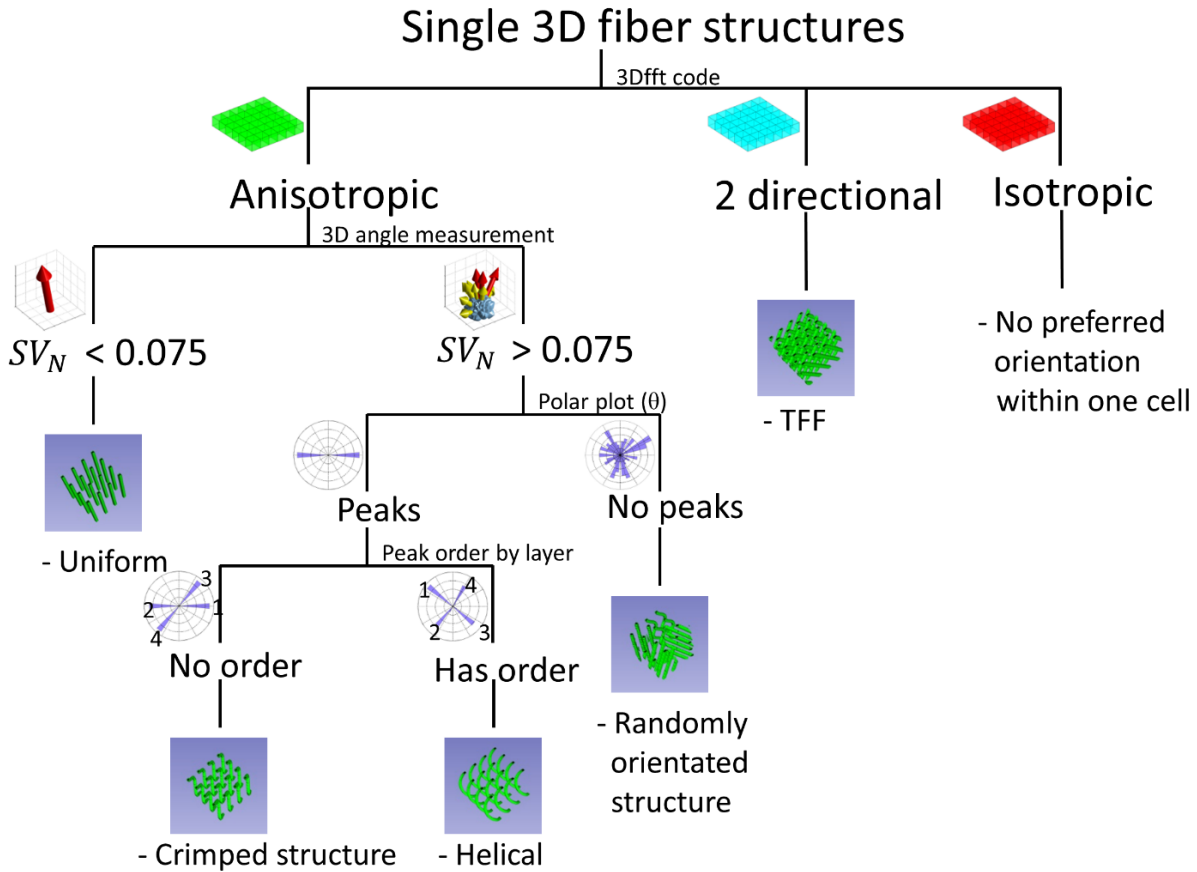 Single 3D fiber structures
3Dfft code
Anisotropic
2 directional
Isotropic
3D angle measurement
SV_N < 0.075
SV_N > 0.075
- No preferred
orientation
within one cell
Polar plot (θ)
- TFF
Peaks
No peaks
- Uniform
Peak order by layer
3
2
1
4
1
4
2
3
No order
Has order
- Randomly
orientated
structure
- Crimped structure
- Helical